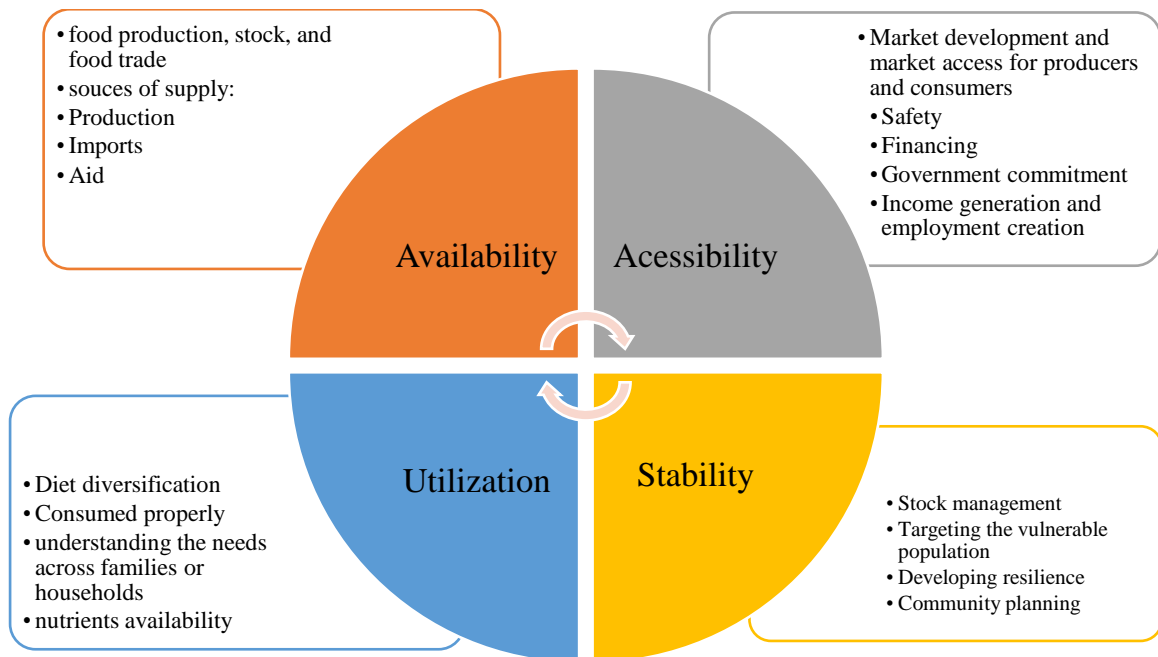 • food production, stock, and
food trade
• souces of supply:
• Production
• Imports
• Aid
• Market development and
market access for producers
and consumers
• Safety
• Financing
• Government commitment
• Income generation and
employment creation
Availability
Acessibility
Utilization
Stability
• Diet diversification
• Consumed properly
• understanding the needs
across families or
households
• nutrients availability
• Stock management
• Targeting the vulnerable
population
• Developing resilience
• Community planning